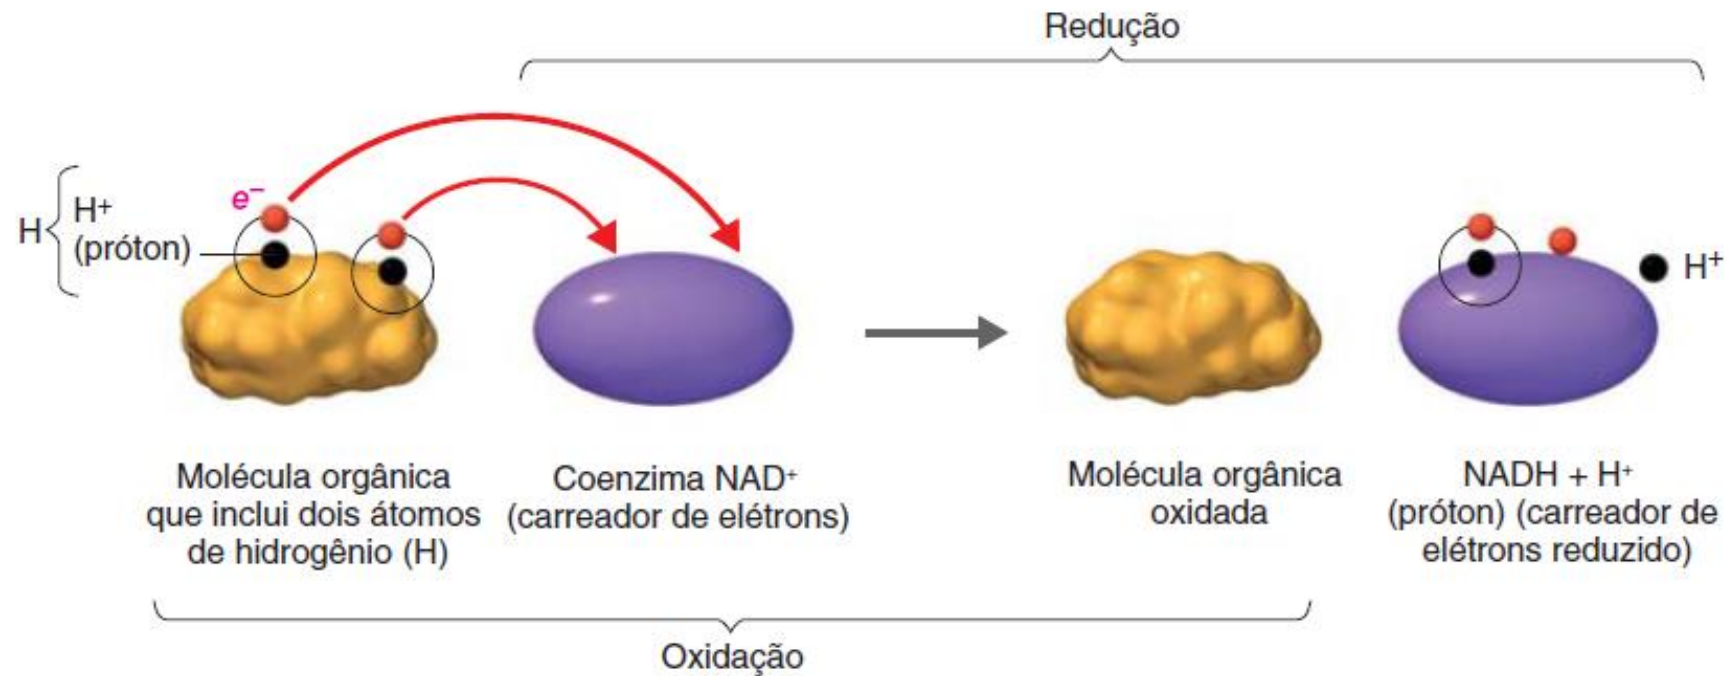 Redução
e⁻
H
H⁺
(próton)
H⁺
Molécula orgânica
que inclui dois átomos
de hidrogênio (H)
Coenzima NAD⁺
(carreador de elétrons)
Molécula orgânica
oxidada
NADH + H⁺
(próton) (carreador de
elétrons reduzido)
Oxidação